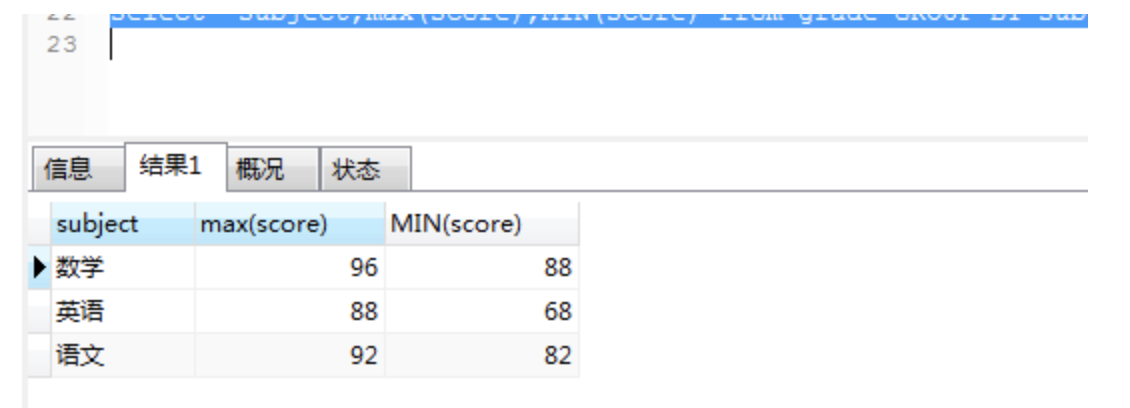 22 select subject,max(score),MIN(score) from grade GROUP BY sub
23
信息 结果1 概况 状态
subject max(score) MIN(score)
数学 96 88
英语 88 68
语文 92 82